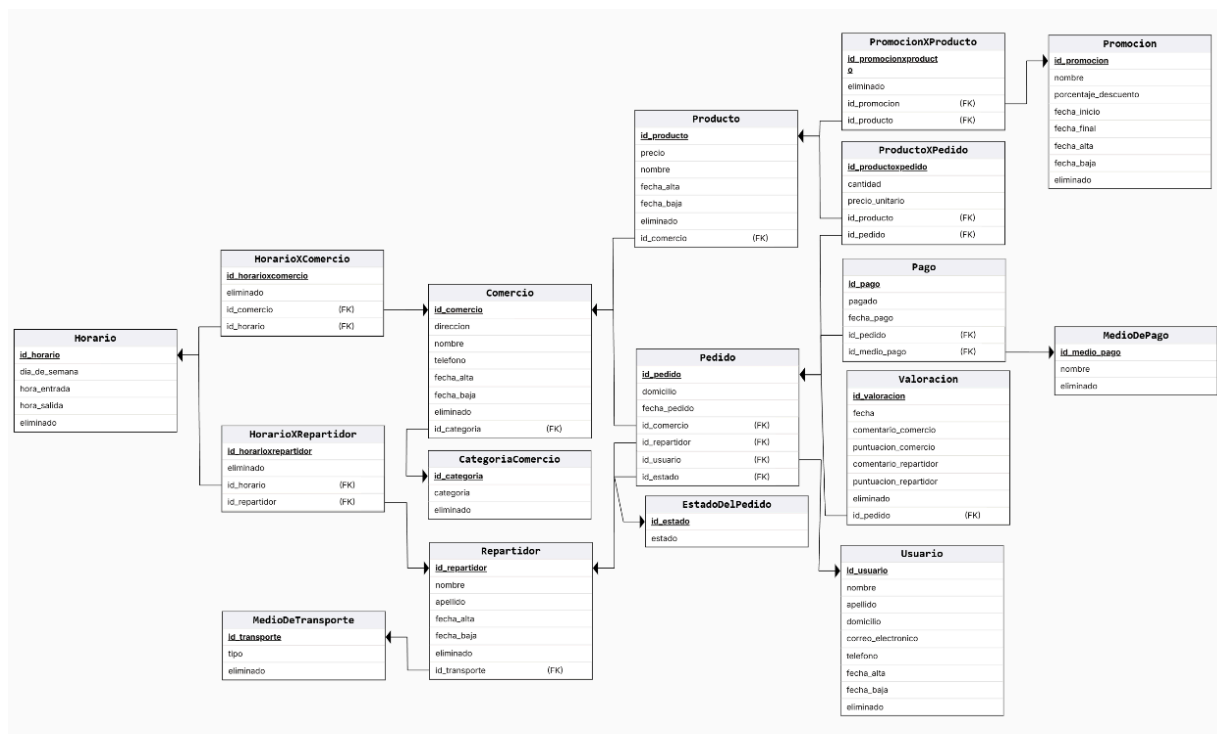 PromocionXProducto
id_promocionxproduct
o
eliminado
id_promocion (FK)
id_producto (FK)
Promocion
id_promocion
nombre
porcentaje_descuento
fecha_inicio
fecha_final
fecha_alta
fecha_baja
eliminado
Producto
id_producto
precio
nombre
fecha_alta
fecha_baja
eliminado
id_comercio (FK)
ProductoXPedido
id_productoxpedido
cantidad
precio_unitario
id_producto (FK)
id_pedido (FK)
HorarioXComercio
id_horarioxcomercio
eliminado
id_comercio (FK)
id_horario (FK)
Comercio
id_comercio
direccion
nombre
telefono
fecha_alta
fecha_baja
eliminado
id_categoria (FK)
Pago
id_pago
pagado
fecha_pago
id_pedido (FK)
id_medio_pago (FK)
Horario
id_horario
dia_de_semana
hora_entrada
hora_salida
eliminado
Pedido
id_pedido
domicilio
fecha_pedido
id_comercio (FK)
id_repartidor (FK)
id_usuario (FK)
id_estado (FK)
MedioDePago
id_medio_pago
nombre
eliminado
Valoracion
id_valoracion
fecha
comentario_comercio
puntuacion_comercio
comentario_repartidor
puntuacion_repartidor
eliminado
id_pedido (FK)
HorarioXRepartidor
id_horarioxrepartidor
eliminado
id_horario (FK)
id_repartidor (FK)
CategoriaComercio
id_categoria
categoria
eliminado
EstadoDelPedido
id_estado
estado
Repartidor
id_repartidor
nombre
apellido
fecha_alta
fecha_baja
eliminado
id_transporte (FK)
Usuario
id_usuario
nombre
apellido
domicilio
correo_electronico
telefono
fecha_alta
fecha_baja
eliminado
MedioDeTransporte
id_transporte
tipo
eliminado